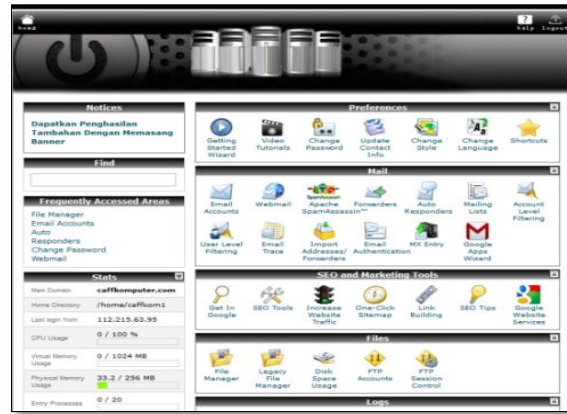 home
help logout
Notices
Dapatkan Penghasilan
Tambahan Dengan Memasang
Banner
Find
Frequently Accessed Areas
File Manager
Email Accounts
Auto
Responders
Change Password
Webmail
Stats
Main Domain caffkomputer.com
Home Directory /home/caffkom1
Last login from 112.215.63.95
CPU Usage 0 / 100 %
Virtual Memory
Usage
0 / 1024 MB
Physical Memory
Usage
33.2 / 256 MB
Entry Processes 0 / 20
Preferences
Getting
Started
Wizard
Video
Tutorials
Change
Password
Update
Contact
Info
Change
Style
Change
Language
Shortcuts
Mail
Email
Accounts
Webmail
Apache
SpamAssassin™
Forwarders
Auto
Responders
Mailing
Lists
Account
Level
Filtering
User Level
Filtering
Email
Trace
Import
Addresses/
Forwarders
Email
Authentication
MX Entry
Google
Apps
Wizard
SEO and Marketing Tools
Get In
Google
SEO Tools
Increase
Website
Traffic
One-Click
Sitemap
Link
Building
SEO Tips
Google
Website
Services
Files
File
Manager
Legacy
File
Manager
Disk
Space
Usage
FTP
Accounts
FTP
Session
Control
Logs